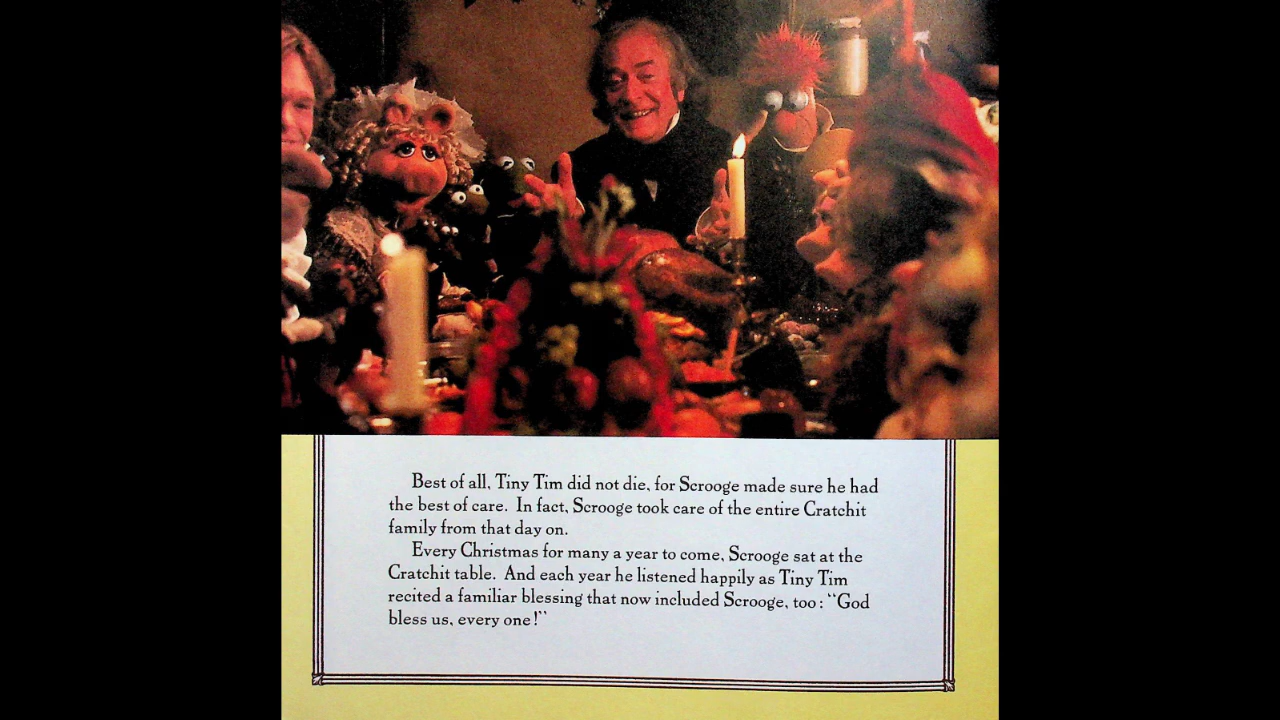 Best of all, Tiny Tim did not die, for Scrooge made sure he had
the best of care. In fact, Scrooge took care of the entire Cratchit
family from that day on.
Every Christmas for many a year to come, Scrooge sat at the
Cratchit table. And each year he listened happily as Tiny Tim
recited a familiar blessing that now included Scrooge, too: “God
bless us, every one!”